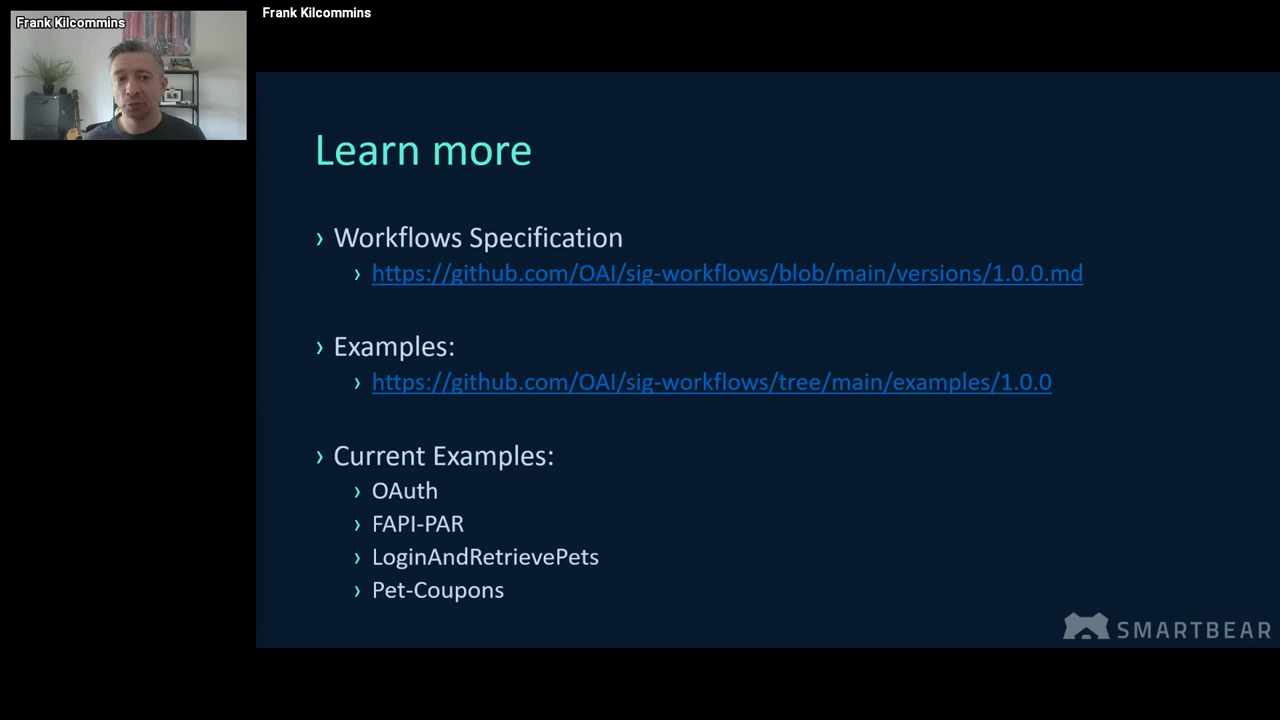 Frank Kilcommins
Frank Kilcommins
Learn more
› Workflows Specification
› https://github.com/OAI/sig-workflows/blob/main/versions/1.0.0.md
› Examples:
› https://github.com/OAI/sig-workflows/tree/main/examples/1.0.0
› Current Examples:
› OAuth
› FAPI-PAR
› LoginAndRetrievePets
› Pet-Coupons
SMARTBEAR